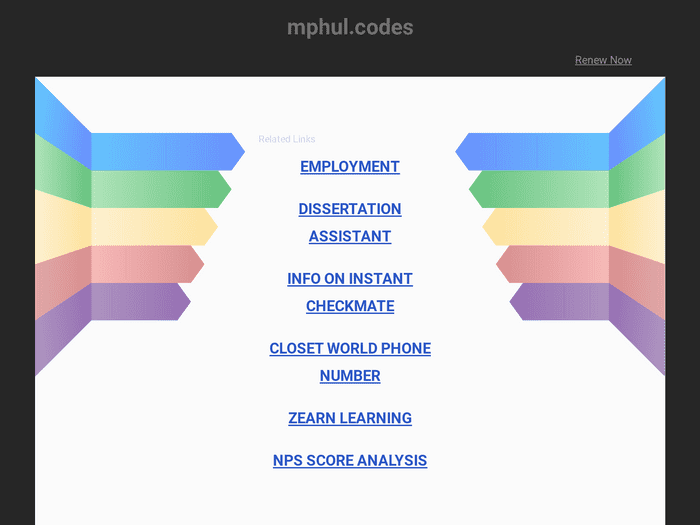 mphul.codes
Renew Now
Related Links
EMPLOYMENT
DISSERTATION
ASSISTANT
INFO ON INSTANT
CHECKMATE
CLOSET WORLD PHONE
NUMBER
ZEARN LEARNING
NPS SCORE ANALYSIS